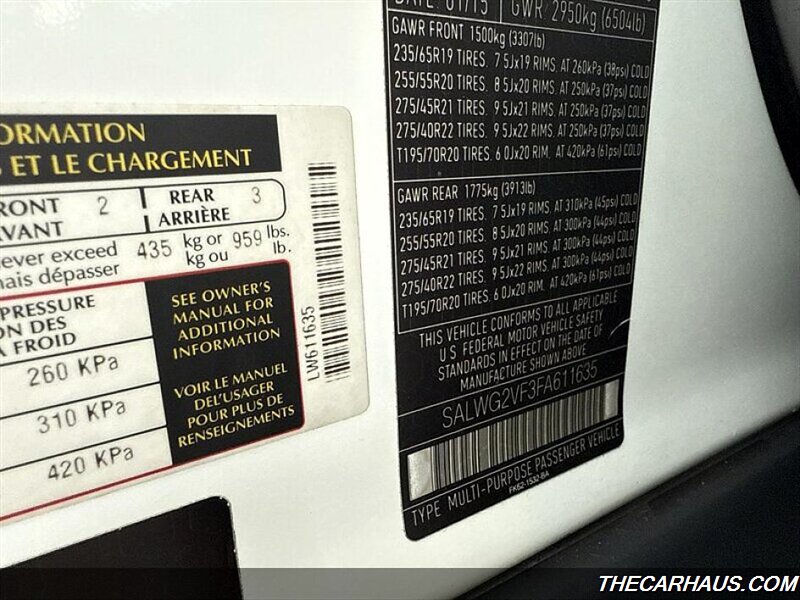 ORMATION
S ET LE CHARGEMENT
RONT 2 REAR 3
AVANT ARRIÈRE
ever exceed 435 kg or 959 lbs.
mais dépasser kg ou lb.
PRESSURE
ON DES
A FROID
260 KPa
310 KPa
420 KPa
SEE OWNER'S
MANUAL FOR
ADDITIONAL
INFORMATION
VOIR LE MANUEL
DEL'USAGER
POUR PLUS DE
RENSEIGNEMENTS
LW611635
DATE: 01/15 GWR 2950kg (6504lb)
GAWR FRONT 1500kg (3307lb)
235/65R19 TIRES. 7 5Jx19 RIMS. AT 260kPa (38psi) COLD
255/55R20 TIRES. 8 5Jx20 RIMS. AT 250kPa (37psi) COLD
275/45R21 TIRES. 9 5Jx21 RIMS. AT 250kPa (37psi) COLD
275/40R22 TIRES. 9 5Jx22 RIMS. AT 250kPa (37psi) COLD
T195/70R20 TIRES. 6 0Jx20 RIM. AT 420kPa (61psi) COLD
GAWR REAR 1775kg (3913lb)
235/65R19 TIRES. 7 5Jx19 RIMS. AT 310kPa (45psi) COLD
255/55R20 TIRES. 8 5Jx20 RIMS. AT 300kPa (44psi) COLD
275/45R21 TIRES. 9 5Jx21 RIMS. AT 300kPa (44psi) COLD
275/40R22 TIRES. 9 5Jx22 RIMS. AT 300kPa (44psi) COLD
T195/70R20 TIRES. 6 0Jx20 RIM. AT 420kPa (61psi) COLD
THIS VEHICLE CONFORMS TO ALL APPLICABLE
U S FEDERAL MOTOR VEHICLE SAFETY
STANDARDS IN EFFECT ON THE DATE OF
MANUFACTURE SHOWN ABOVE
SALWG2VF3FA611635
TYPE MULTI-PURPOSE PASSENGER VEHICLE
FK62-1532-BA
THECARHAUS.COM